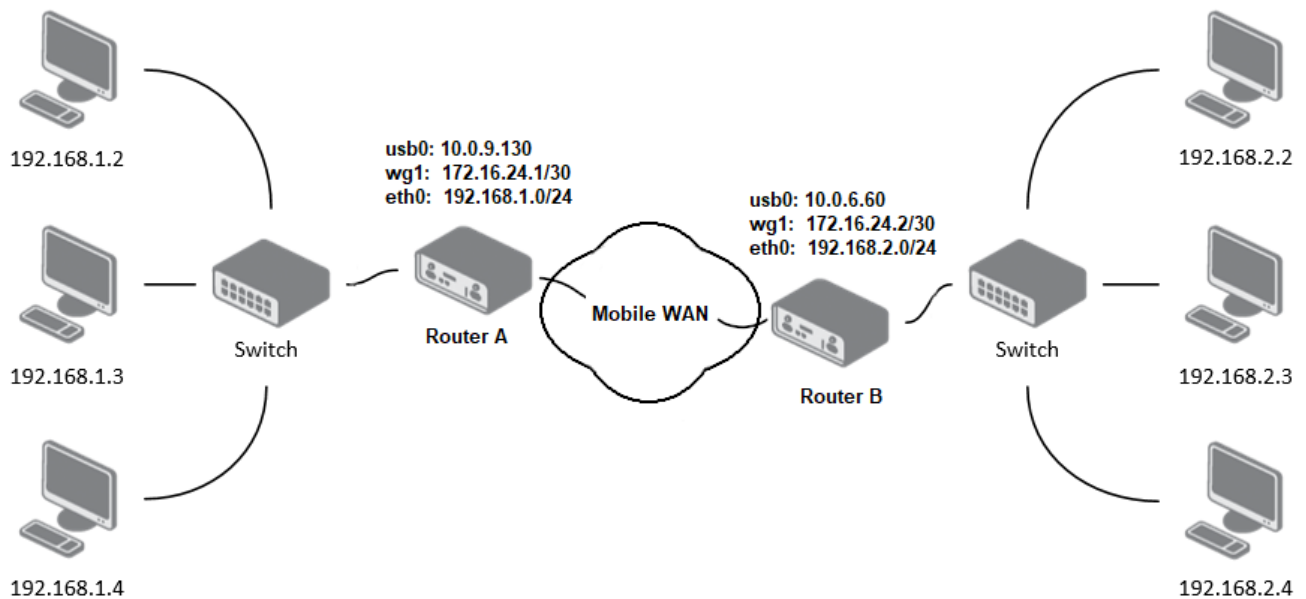 192.168.1.2
usb0: 10.0.9.130
wg1: 172.16.24.1/30
eth0: 192.168.1.0/24
192.168.2.2
usb0: 10.0.6.60
wg1: 172.16.24.2/30
eth0: 192.168.2.0/24
Mobile WAN
Router A
Switch
Switch
192.168.1.3
192.168.2.3
Router B
192.168.1.4
192.168.2.4